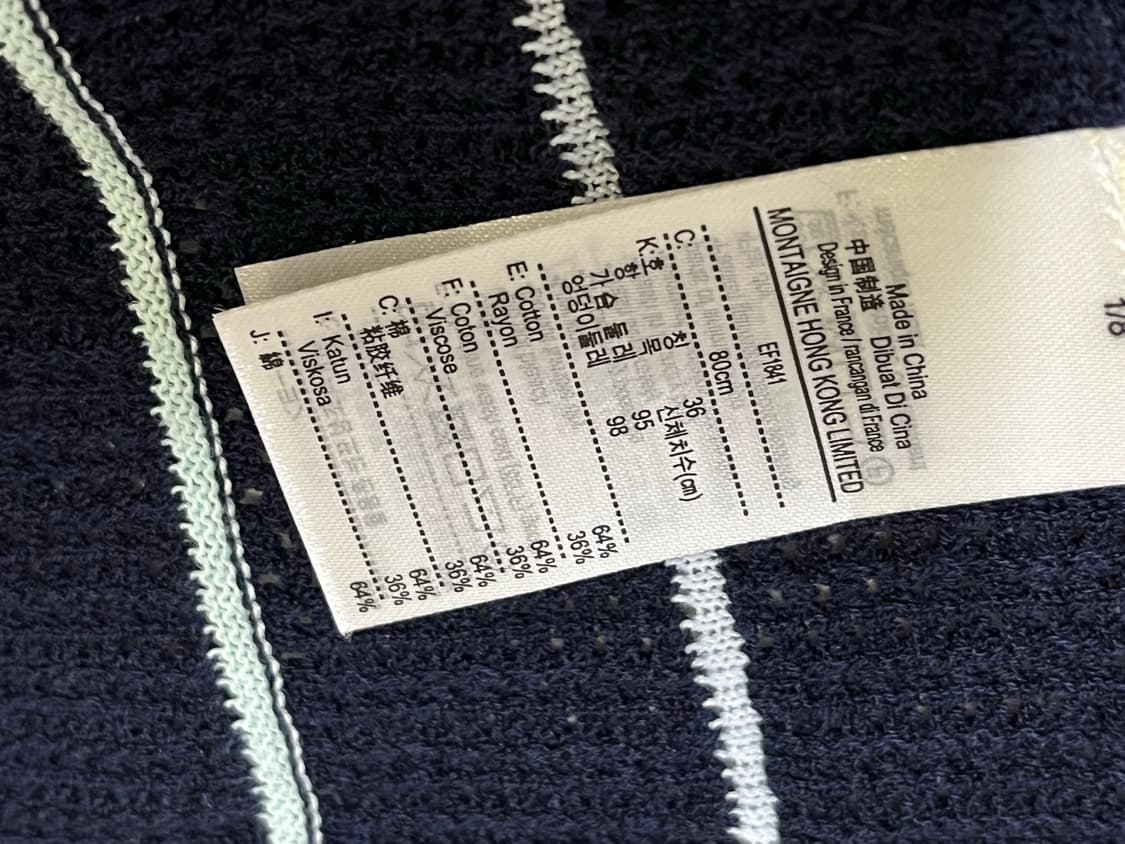 1/8
Made in China
中国制造 Dibuat Di Cina
Design in France / rancangan di France
MONTAIGNE HONG KONG LIMITED
EF1841
C: 80cm
K:호 칭 36
항 목 신체치수(cm)
가 슴 둘 레 95
엉덩이둘레 98
E: Cotton 64%
Rayon 36%
E: Coton 64%
Viscose 36%
C: 棉 64%
粘胶纤维 36%
I: Katun 64%
Viskosa 36%
J: 綿 64%